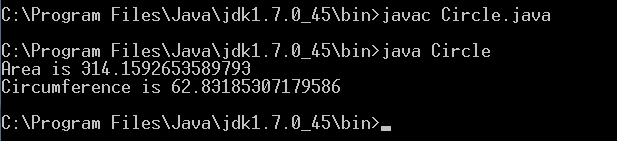 C:\Program Files\Java\jdk1.7.0_45\bin>javac Circle.java
C:\Program Files\Java\jdk1.7.0_45\bin>java Circle
Area is 314.1592653589793
Circumference is 62.83185307179586
C:\Program Files\Java\jdk1.7.0_45\bin>_